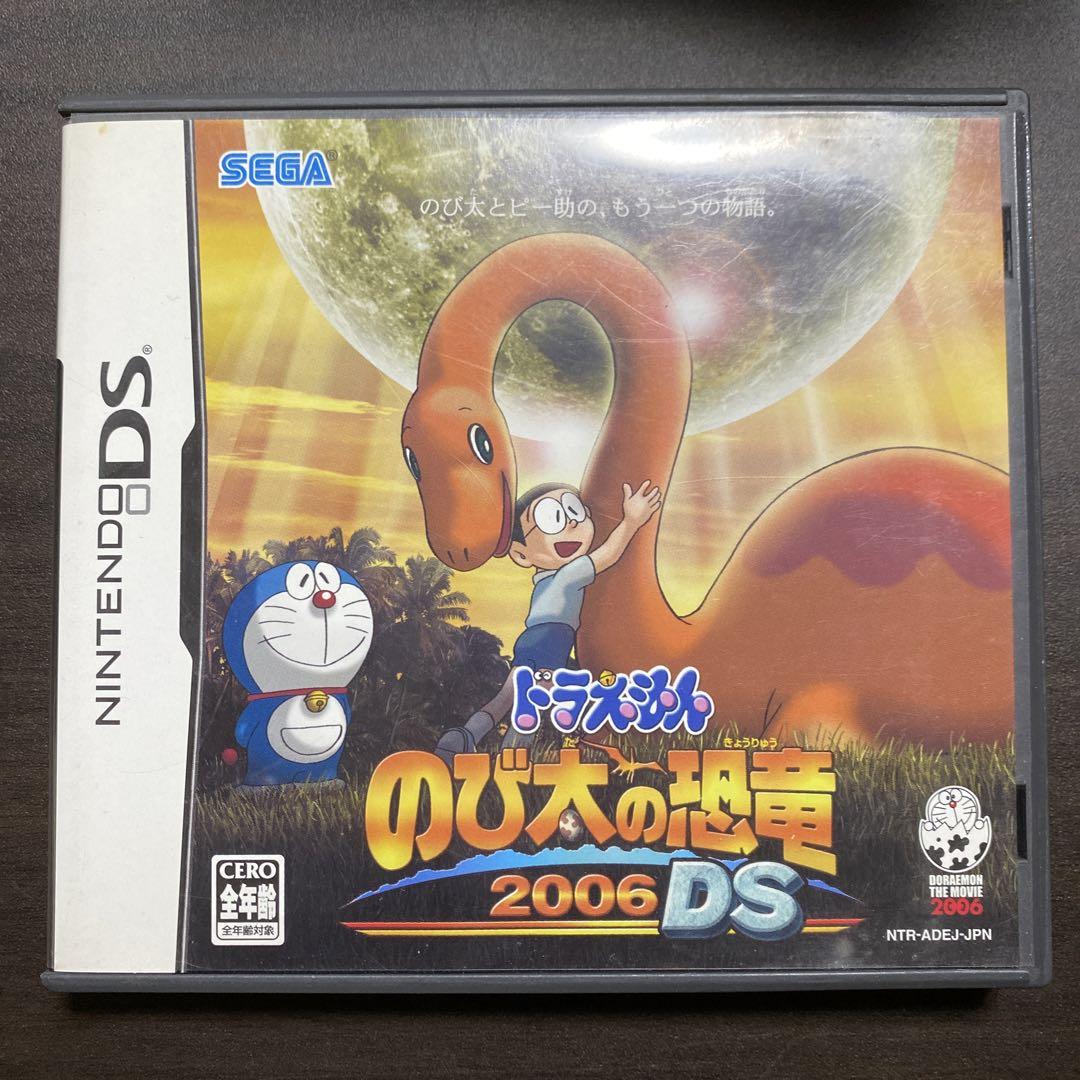 SEGA®
のび太とピー助の、もう一つの物語。
NINTENDO DS®
ドラえもん
のび太の恐竜
2006 DS
CERO
全年齢
全年齢対象
DORAEMON
THE MOVIE
2006
NTR-ADEJ-JPN